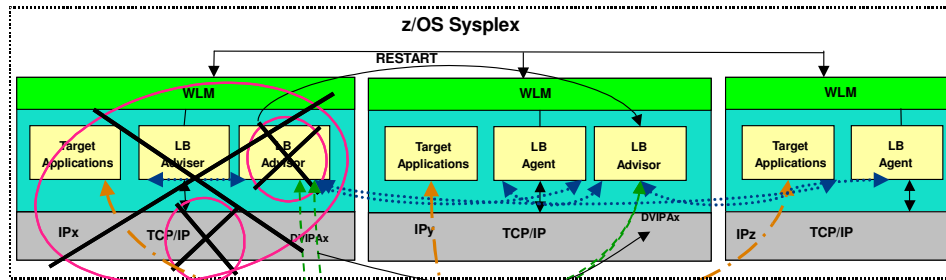 z/OS Sysplex
RESTART
WLM
WLM
WLM
Target
Applications
LB
Adviser
LB
Advisor
Target
Applications
LB
Agent
LB
Advisor
Target
Applications
LB
Agent
IPx
TCP/IP
DVIPAx
IPy
TCP/IP
DVIPAx
IPz
TCP/IP